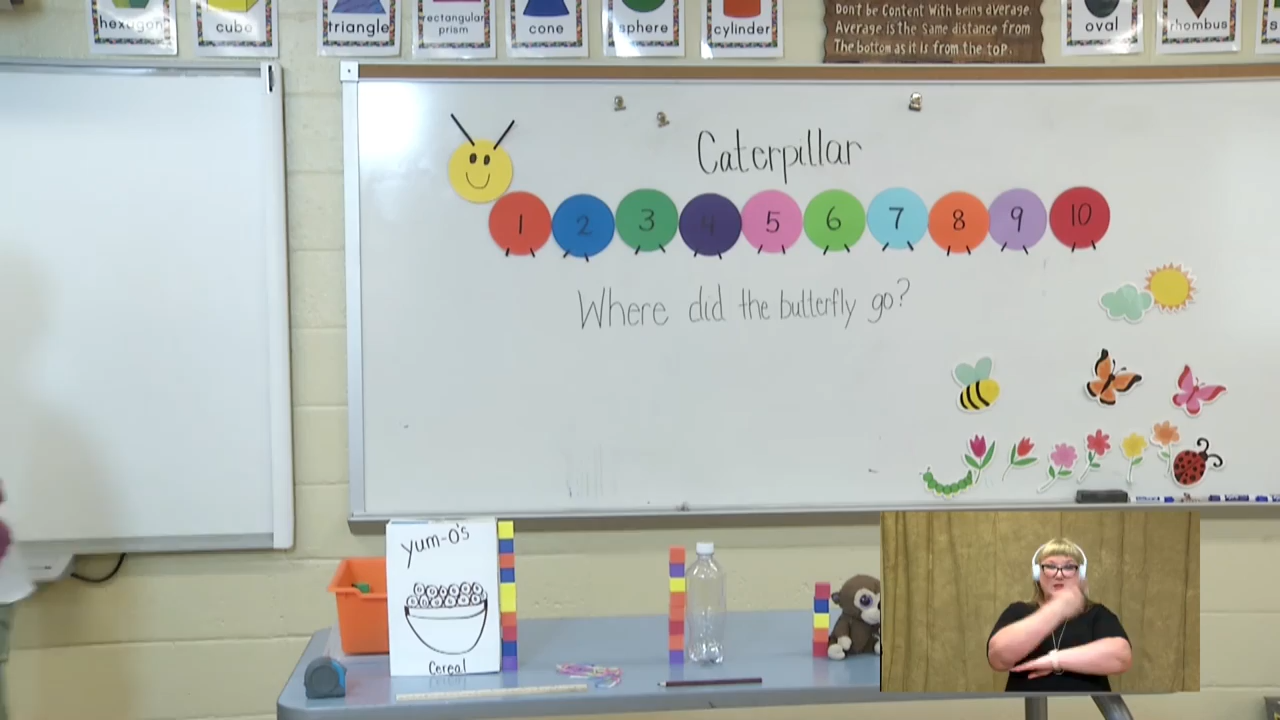 hexagon
cube
triangle
rectangular
prism
cone
sphere
cylinder
Don't be Content With being average.
Average is the same distance from
The bottom as it is from the top.
oval
rhombus
Caterpillar
1 2 3 4 5 6 7 8 9 10
Where did the butterfly go?
Yum-O's
Cereal